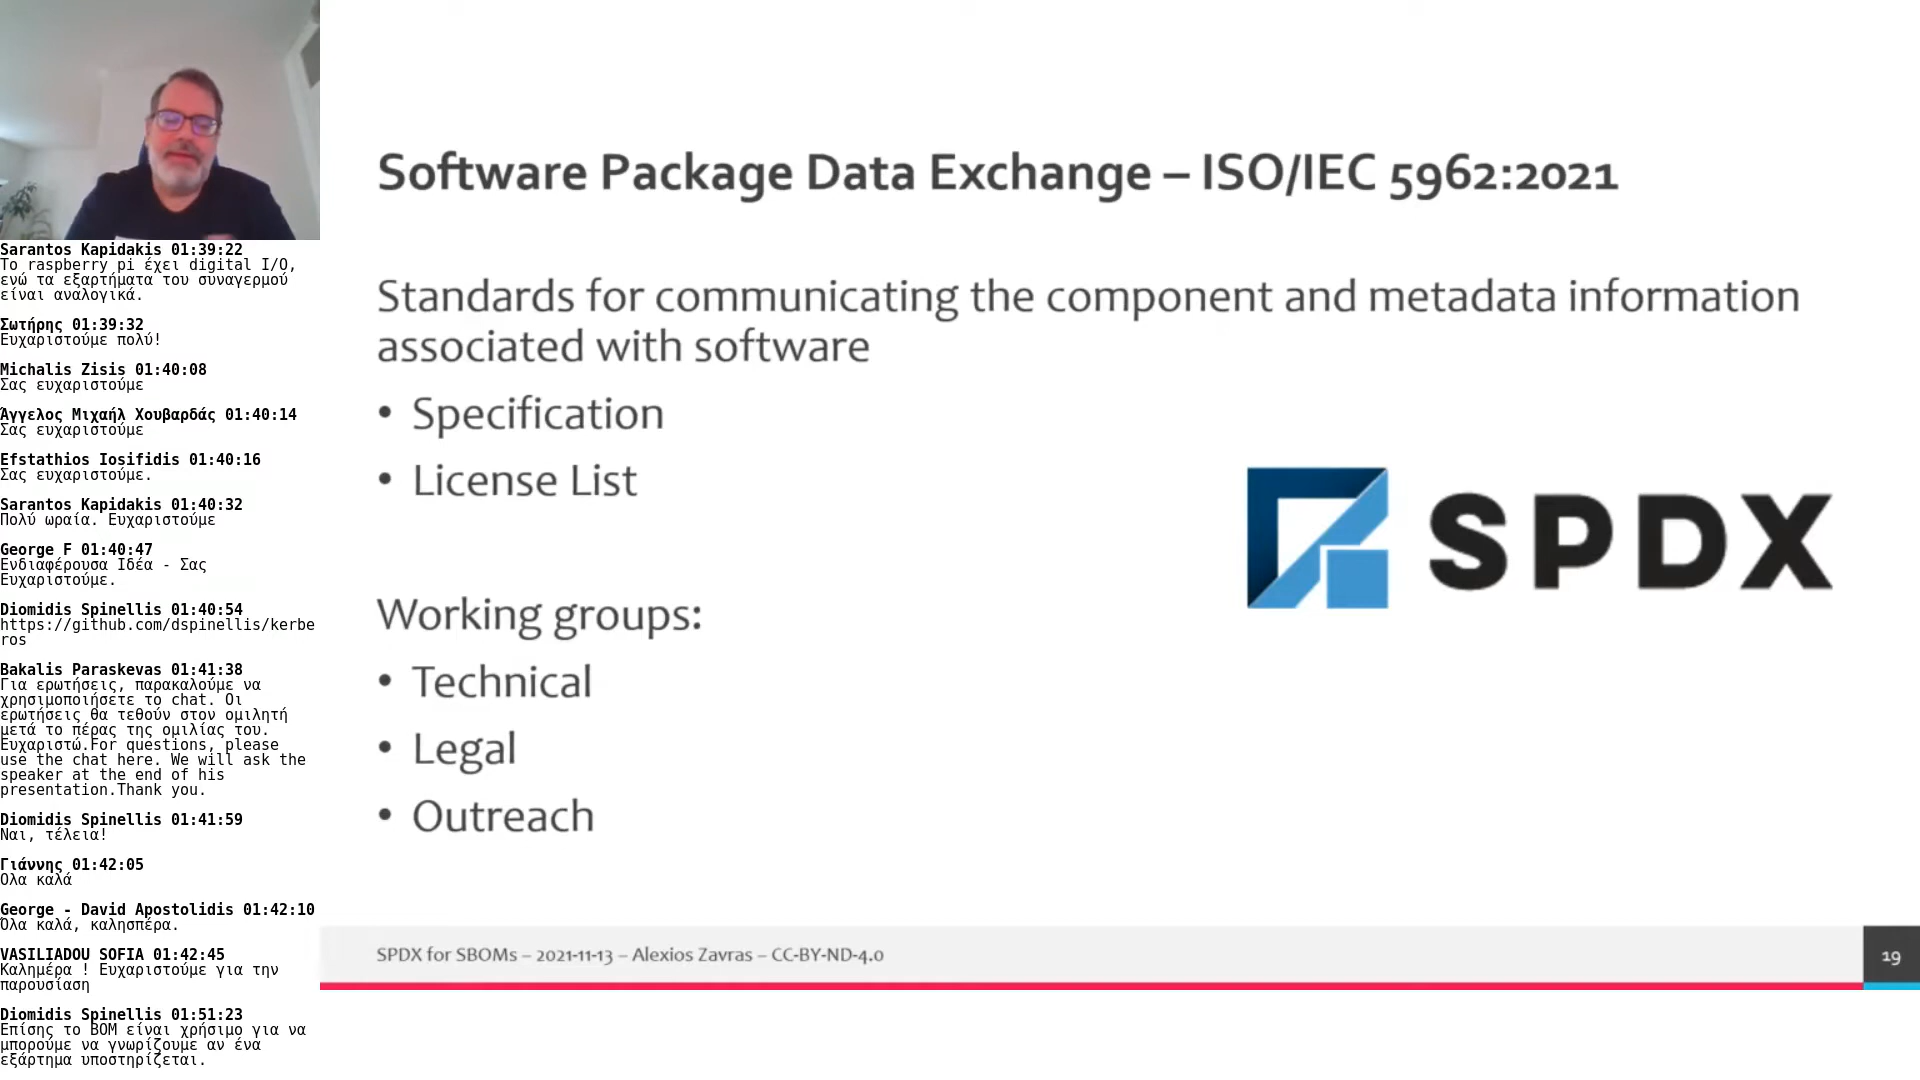 Sarantos Kapidakis 01:39:22
Το raspberry pi έχει digital I/O,
ενώ τα εξαρτήματα του συναγερμού
είναι αναλογικά.
Σωτήρης 01:39:32
Ευχαριστούμε πολύ!
Michalis Zisis 01:40:08
Σας ευχαριστούμε
Άγγελος Μιχαήλ Χουβαρδάς 01:40:14
Σας ευχαριστούμε
Efstathios Iosifidis 01:40:16
Σας ευχαριστούμε.
Sarantos Kapidakis 01:40:32
Πολύ ωραία. Ευχαριστούμε
George F 01:40:47
Ενδιαφέρουσα Ιδέα - Σας
Ευχαριστούμε.
Diomidis Spinellis 01:40:54
https://github.com/dspinellis/kerbe
ros
Bakalis Paraskevas 01:41:38
Για ερωτήσεις, παρακαλούμε να
χρησιμοποιήσετε το chat. Οι
ερωτήσεις θα τεθούν στον ομιλητή
μετά το πέρας της ομιλίας του.
Ευχαριστώ.For questions, please
use the chat here. We will ask the
speaker at the end of his
presentation.Thank you.
Diomidis Spinellis 01:41:59
Ναι, τέλεια!
Γιάννης 01:42:05
Ολα καλά
George - David Apostolidis 01:42:10
Όλα καλά, καλησπέρα.
VASILIADOU SOFIA 01:42:45
Καλημέρα ! Ευχαριστούμε για την
παρουσίαση
Diomidis Spinellis 01:51:23
Επίσης το BOM είναι χρήσιμο για να
μπορούμε να γνωρίζουμε αν ένα
εξάρτημα υποστηρίζεται.
Software Package Data Exchange – ISO/IEC 5962:2021
Standards for communicating the component and metadata information
associated with software
• Specification
• License List
SPDX
Working groups:
• Technical
• Legal
• Outreach
SPDX for SBOMs – 2021-11-13 – Alexios Zavras – CC-BY-ND-4.0
19